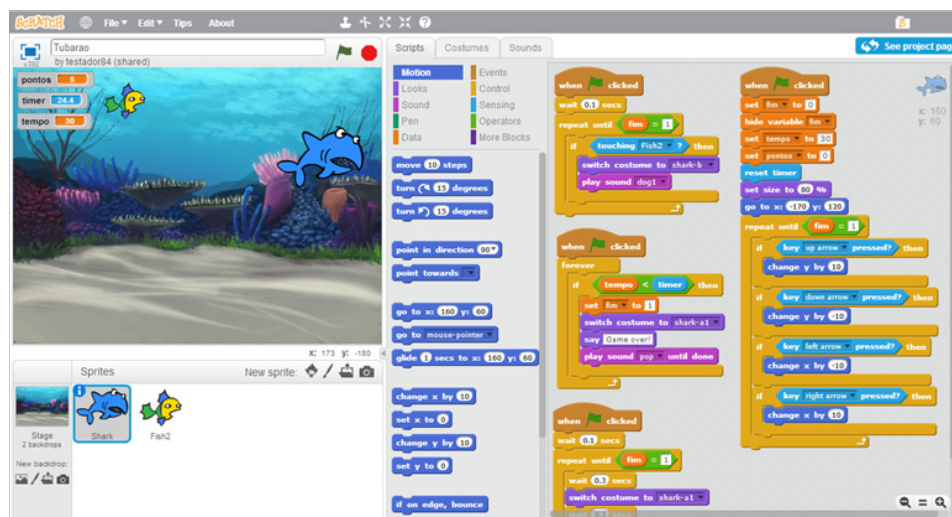 SCRATCH File Edit Tips About
Tubarao
by testador84 (shared)
pontos 5
timer 24.4
tempo 30
x: 173 y: -180
Sprites New sprite:
Stage
2 backdrops
New backdrop:
Shark
Fish2
Scripts Costumes Sounds
See project pag
Motion Events
Looks Control
Sound Sensing
Pen Operators
Data More Blocks
move 10 steps
turn 15 degrees
turn 15 degrees
point in direction 90
point towards
go to x: 160 y: 60
go to mouse-pointer
glide 1 secs to x: 160 y: 60
change x by 10
set x to 0
change y by 10
set y to 0
if on edge, bounce
when clicked
wait 0.1 secs
repeat until fim = 1
if touching Fish2 ? then
switch costume to shark-b
play sound dog1
when clicked
forever
if tempo < timer then
set fim to 1
switch costume to shark-a1
say Game over!
play sound pop until done
when clicked
wait 0.1 secs
repeat until fim = 1
wait 0.3 secs
switch costume to shark-a1
when clicked
set fim to 0
hide variable fim
set tempo to 30
set pontos to 0
reset timer
set size to 80 %
go to x: -170 y: 120
repeat until fim = 1
if key up arrow pressed? then
change y by 10
if key down arrow pressed? then
change y by -10
if key left arrow pressed? then
change x by -10
if key right arrow pressed? then
change x by 10
x: 160
y: 60